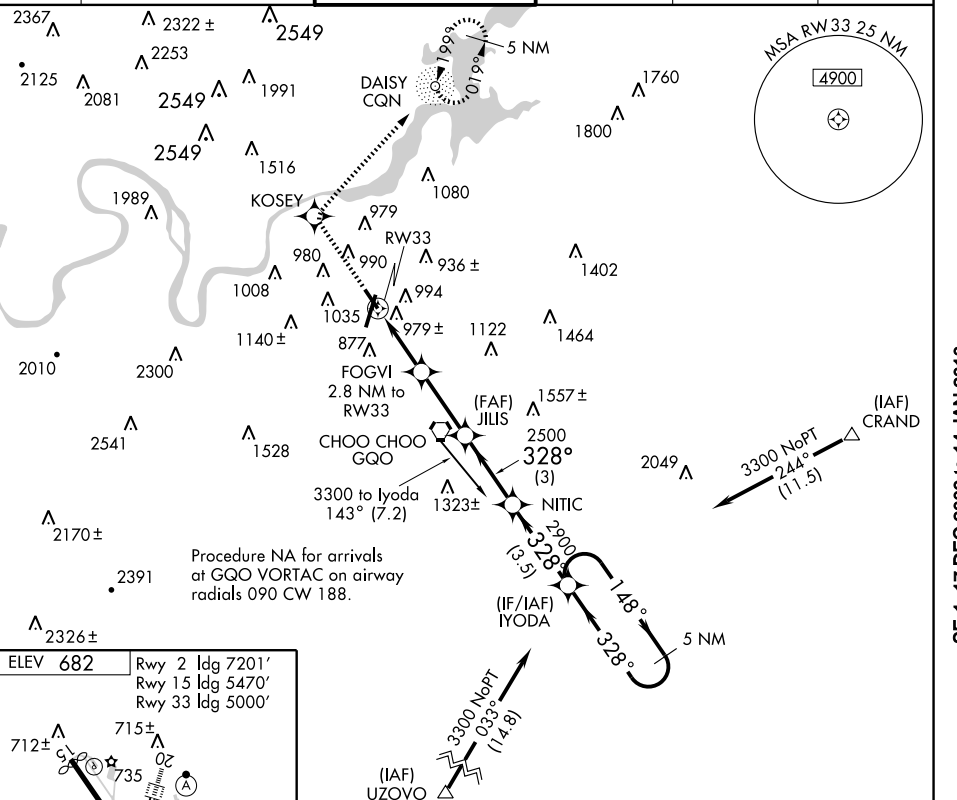 2367
2322 ±
2549
2125
2253
2081
2549
1991
2549
1516
199°
019°
5 NM
DAISY
CQN
1760
1800
MSA RW33 25 NM
4900
1989
KOSEY
1080
979
RW33
980
990
936 ±
1402
1008
994
1035
979 ±
1140 ±
877
1122
1464
2010
2300
FOGVI
2.8 NM to
RW33
(FAF)
JILIS
1557 ±
2541
1528
CHOO CHOO
GQO
2500
328°
(3)
(IAF)
CRAND
3300 NoPT
244°
(11.5)
2049
3300 to Iyoda
143° (7.2)
1323±
NITIC
2170 ±
2900
328°
(3.5)
Procedure NA for arrivals
at GQO VORTAC on airway
radials 090 CW 188.
2391
(IF/IAF)
IYODA
148°
328°
5 NM
2326 ±
ELEV 682
Rwy 2 ldg 7201'
Rwy 15 ldg 5470'
Rwy 33 ldg 5000'
3300 NoPT
033°
(14.8)
712±
715±
15
20
735
A
(IAF)
UZOVO